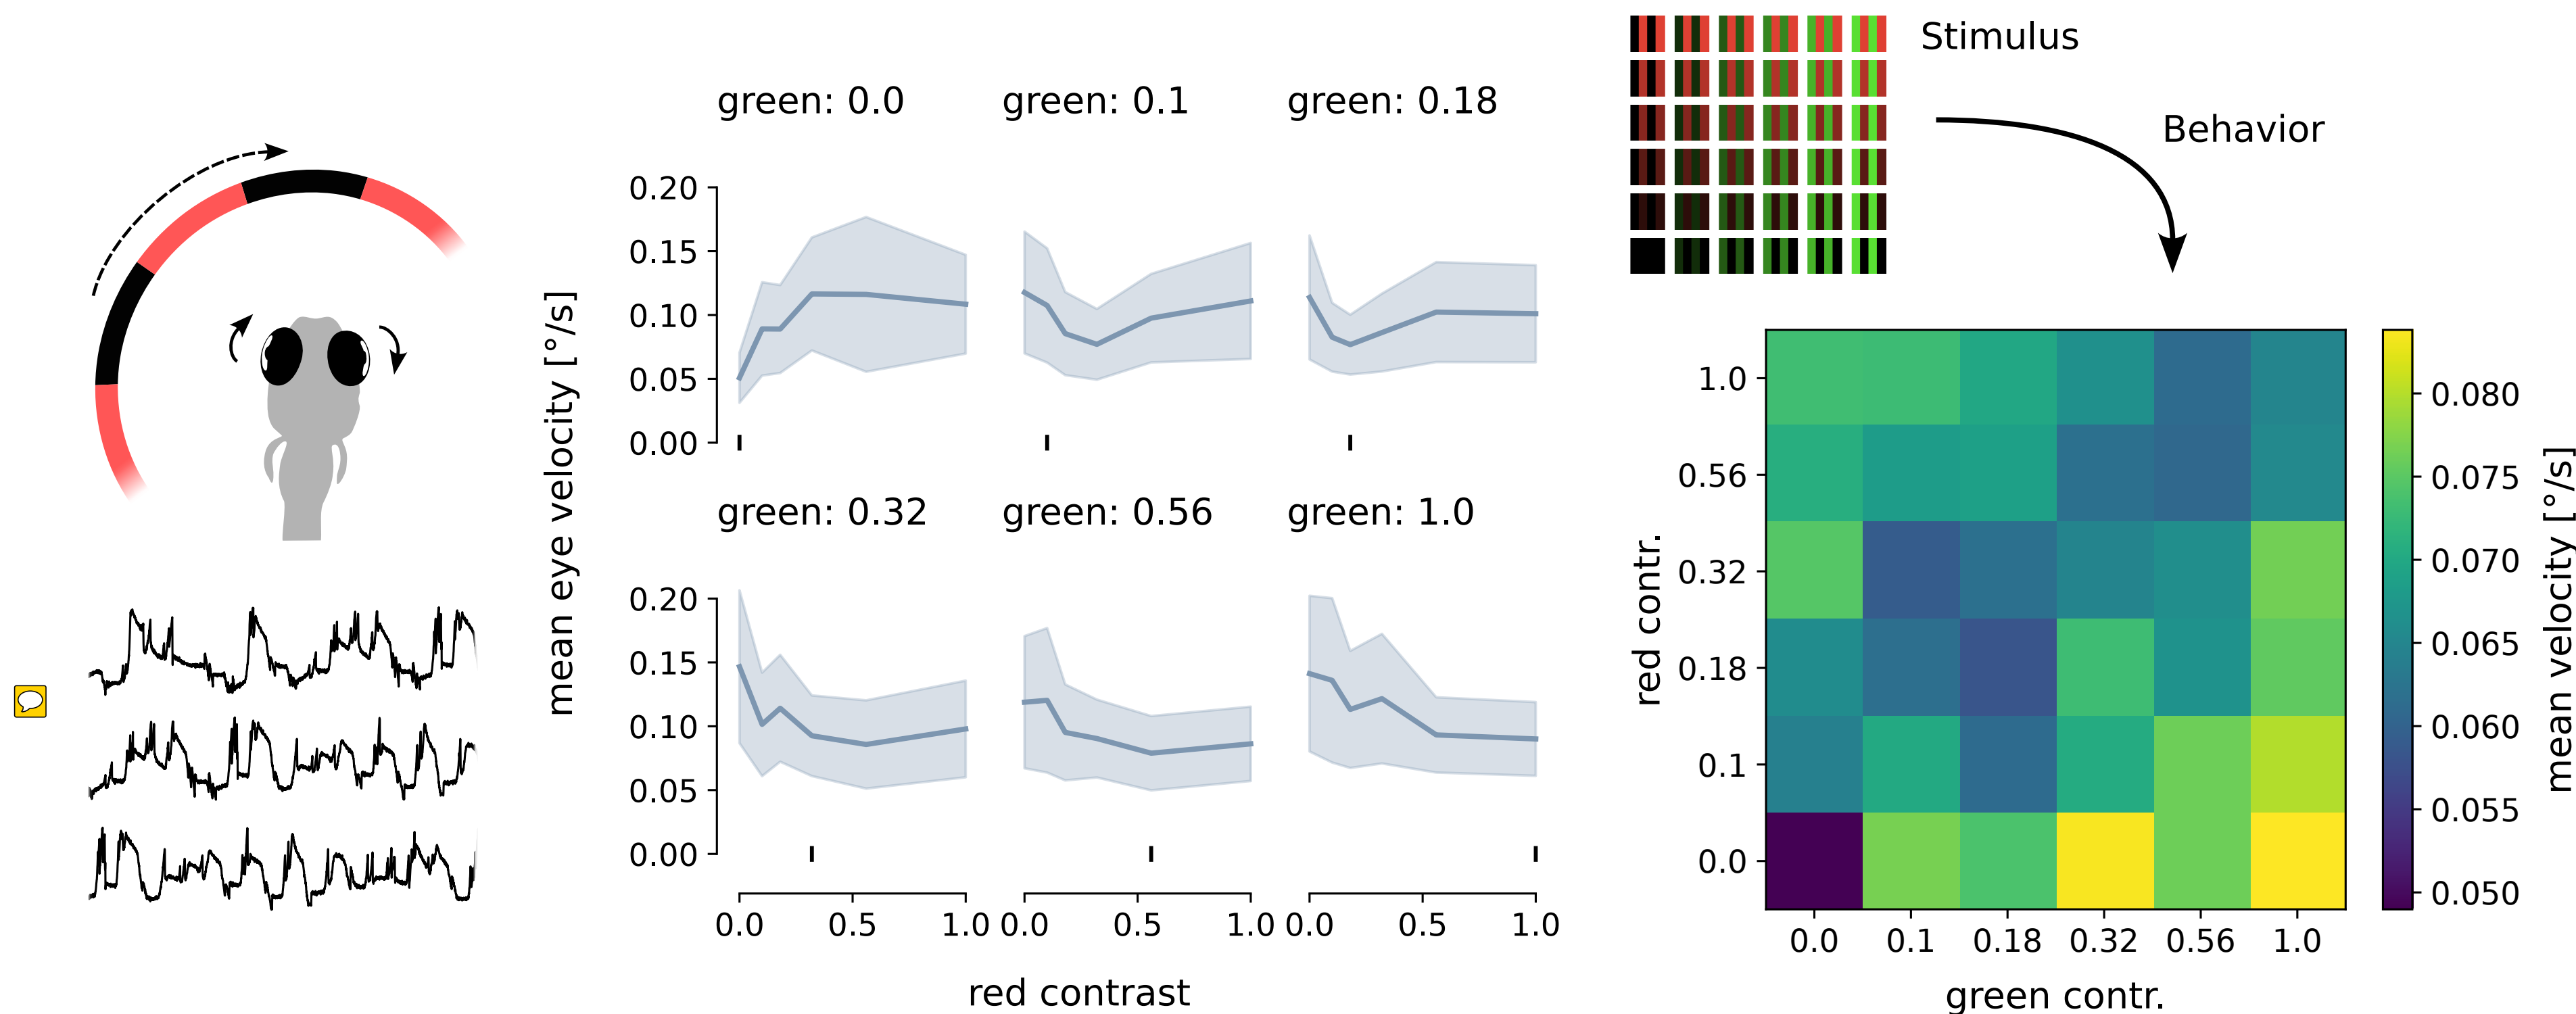 Stimulus
Behavior
green: 0.0
green: 0.1
green: 0.18
mean eye velocity [°/s]
0.20
0.15
0.10
0.05
0.00
green: 0.32
green: 0.56
green: 1.0
0.20
0.15
0.10
0.05
0.00
0.0 0.5 1.0
0.0 0.5 1.0
0.0 0.5 1.0
red contrast
red contr.
1.0
0.56
0.32
0.18
0.1
0.0
0.0 0.1 0.18 0.32 0.56 1.0
green contr.
0.080
0.075
0.070
0.065
0.060
0.055
0.050
mean velocity [°/s]